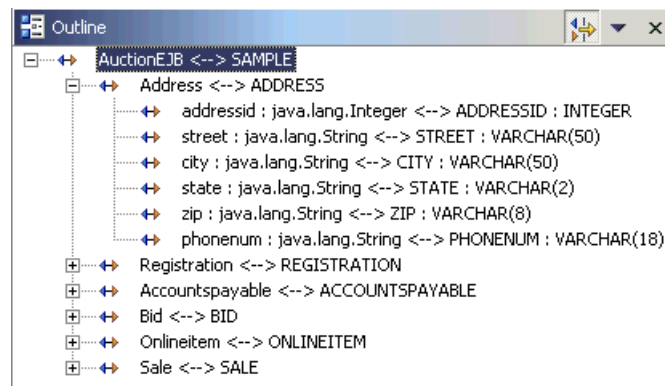 Outline
AuctionEJB <--> SAMPLE
Address <--> ADDRESS
addressid : java.lang.Integer <--> ADDRESSID : INTEGER
street : java.lang.String <--> STREET : VARCHAR(50)
city : java.lang.String <--> CITY : VARCHAR(50)
state : java.lang.String <--> STATE : VARCHAR(2)
zip : java.lang.String <--> ZIP : VARCHAR(8)
phonenum : java.lang.String <--> PHONENUM : VARCHAR(18)
Registration <--> REGISTRATION
Accountspayable <--> ACCOUNTSPAYABLE
Bid <--> BID
Onlineitem <--> ONLINEITEM
Sale <--> SALE